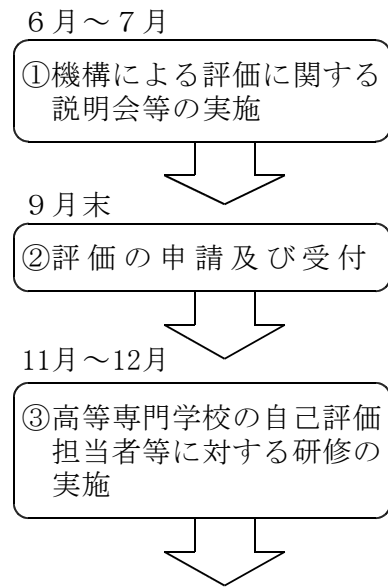 ６月～７月
①機構による評価に関する
説明会等の実施
９月末
②評価の申請及び受付
11月～12月
③高等専門学校の自己評価
担当者等に対する研修の
実施